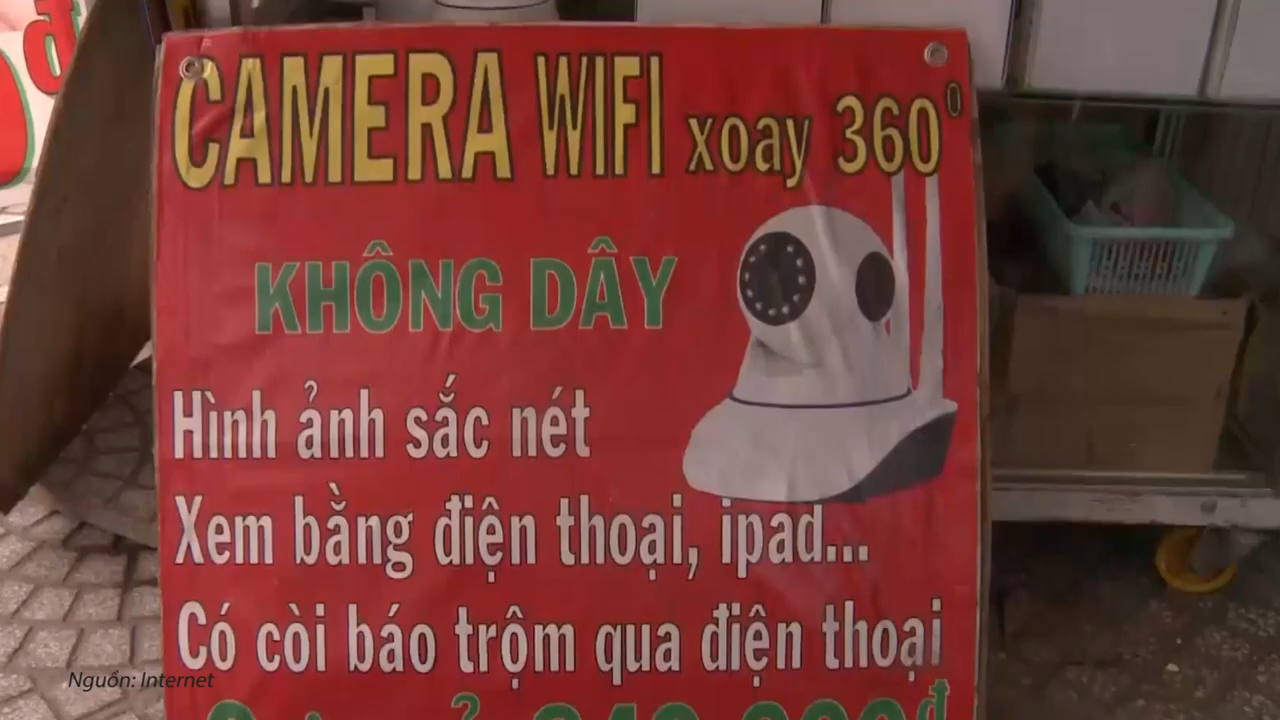 CAMERA WIFI xoay 360⁰
KHÔNG DÂY
Hình ảnh sắc nét
Xem bằng điện thoại, ipad...
Có còi báo trộm qua điện thoại
đ
Nguồn: Internet